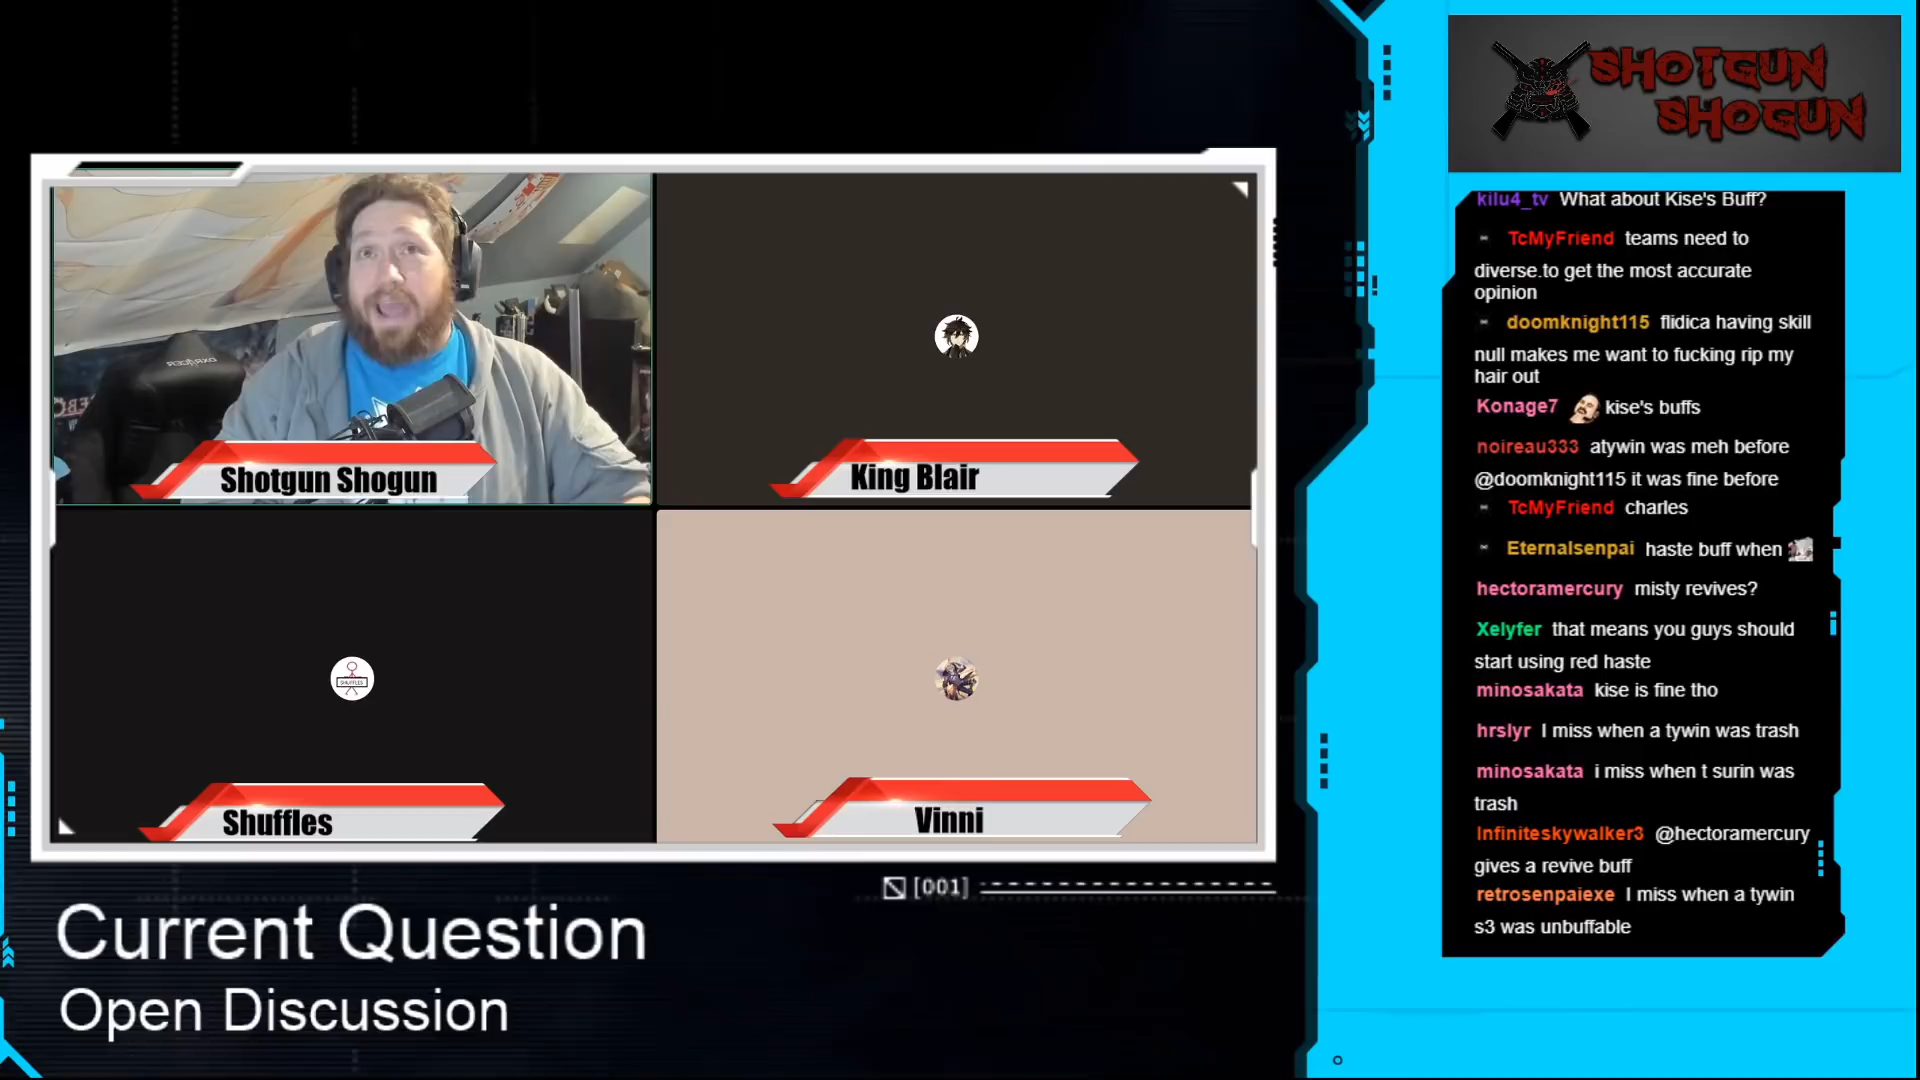 SHOTGUN
SHOGUN
DXRACER
Shotgun Shogun
King Blair
SHUFFLES
Shuffles
Vinni
[001]
Current Question
Open Discussion
kilu4_tv What about Kise's Buff?
TcMyFriend teams need to
diverse.to get the most accurate
opinion
doomknight115 flidica having skill
null makes me want to fucking rip my
hair out
Konage7 kise's buffs
noireau333 atywin was meh before
@doomknight115 it was fine before
TcMyFriend charles
Eternalsenpai haste buff when
hectoramercury misty revives?
Xelyfer that means you guys should
start using red haste
minosakata kise is fine tho
hrslyr I miss when a tywin was trash
minosakata i miss when t surin was
trash
Infiniteskywalker3 @hectoramercury
gives a revive buff
retrosenpaiexe I miss when a tywin
s3 was unbuffable